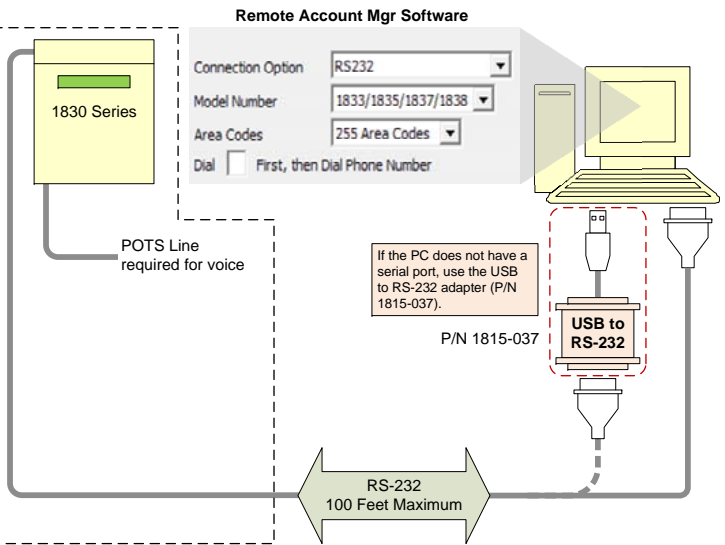 Remote Account Mgr Software
Connection Option RS232
Model Number 1833/1835/1837/1838
Area Codes 255 Area Codes
Dial First, then Dial Phone Number
1830 Series
POTS Line
required for voice
If the PC does not have a
serial port, use the USB
to RS-232 adapter (P/N
1815-037).
P/N 1815-037
USB to
RS-232
RS-232
100 Feet Maximum